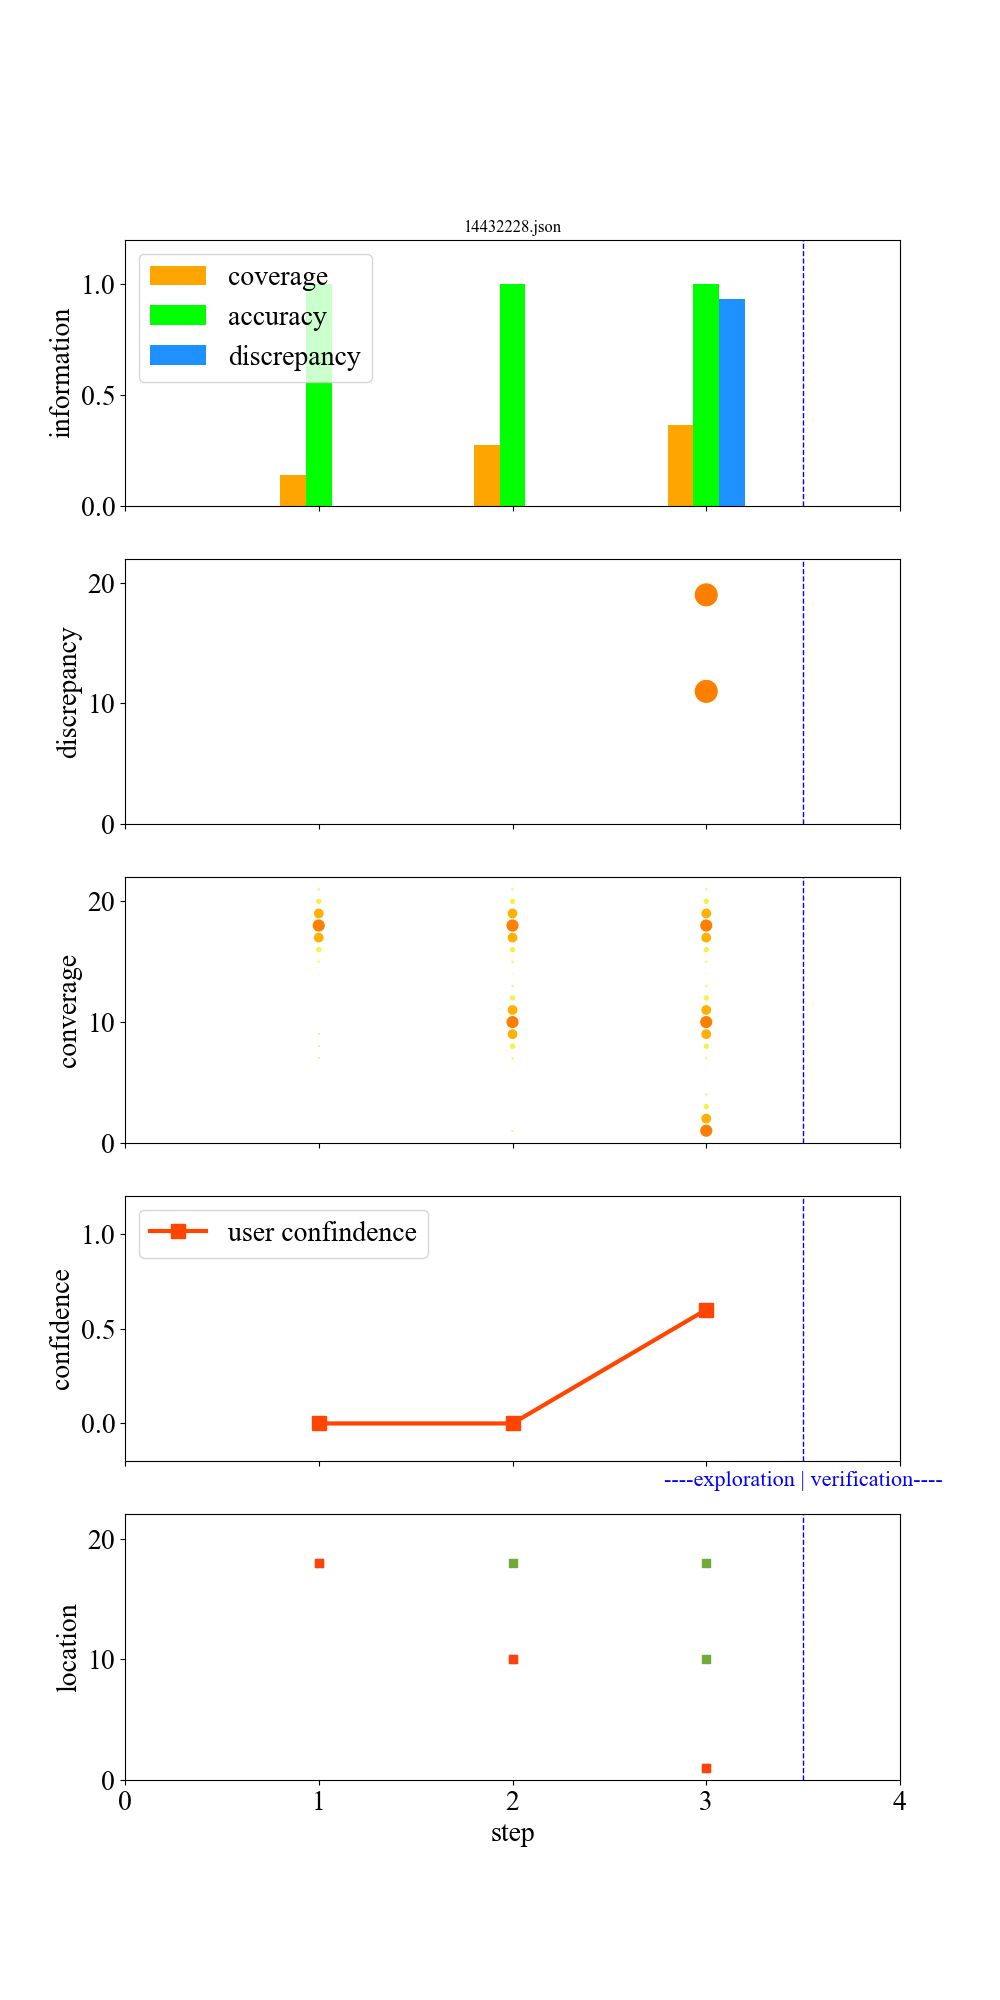 14432228.json
coverage
accuracy
discrepancy
information
1.0
0.5
0.0
discrepancy
20
10
0
converage
20
10
0
user confindence
confidence
1.0
0.5
0.0
----exploration | verification----
location
20
10
0
0 1 2 3 4
step